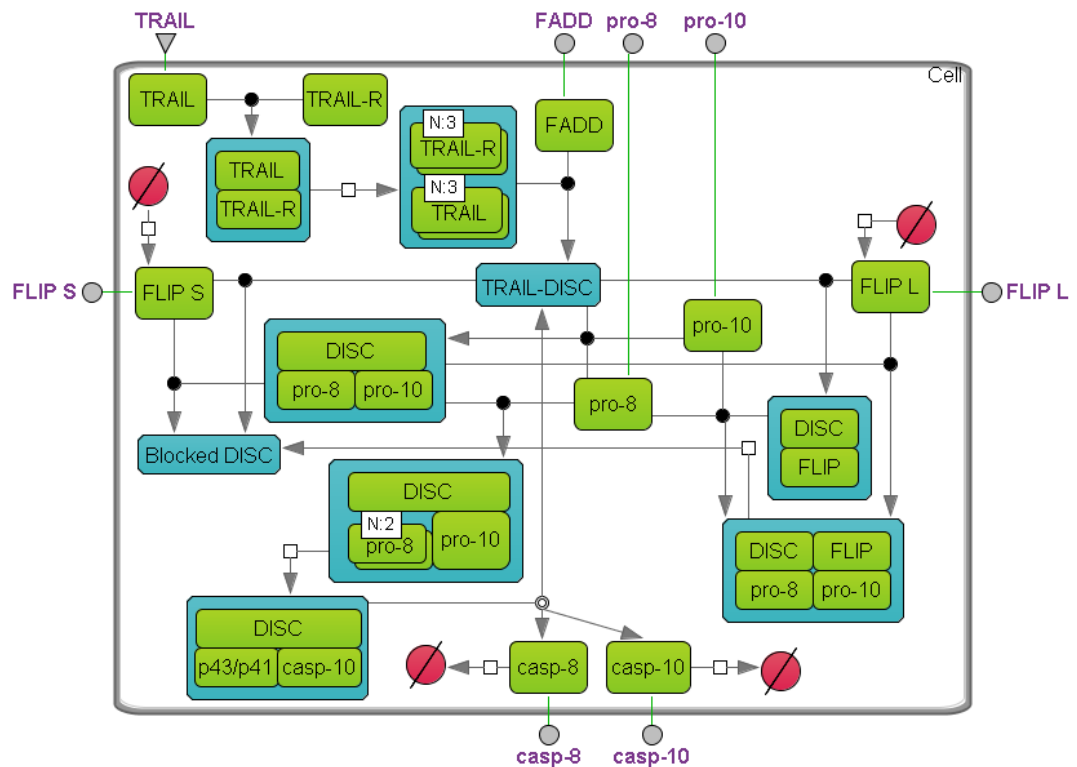 TRAIL
FADD
pro-8
pro-10
Cell
TRAIL
TRAIL-R
N:3
TRAIL-R
FADD
TRAIL
TRAIL-R
N:3
TRAIL
FLIP S
FLIP S
TRAIL-DISC
FLIP L
FLIP L
pro-10
DISC
pro-8
pro-10
pro-8
DISC
FLIP
Blocked DISC
DISC
N:2
pro-8
pro-10
DISC
FLIP
pro-8
pro-10
DISC
p43/p41
casp-10
casp-8
casp-10
casp-8
casp-10